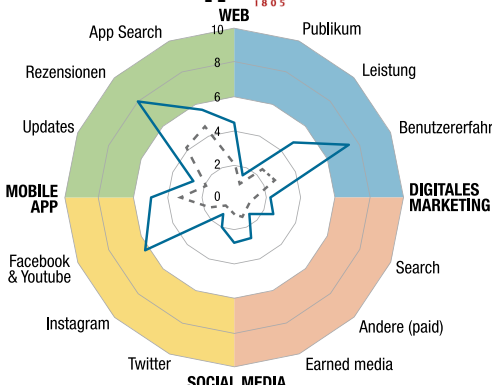 1805
WEB
10
8
6
4
2
0
Publikum
Leistung
Benutzererfahr
DIGITALES
MARKETING
Search
Andere (paid)
Earned media
SOCIAL MEDIA
Twitter
Instagram
Facebook
& Youtube
MOBILE
APP
Updates
Rezensionen
App Search